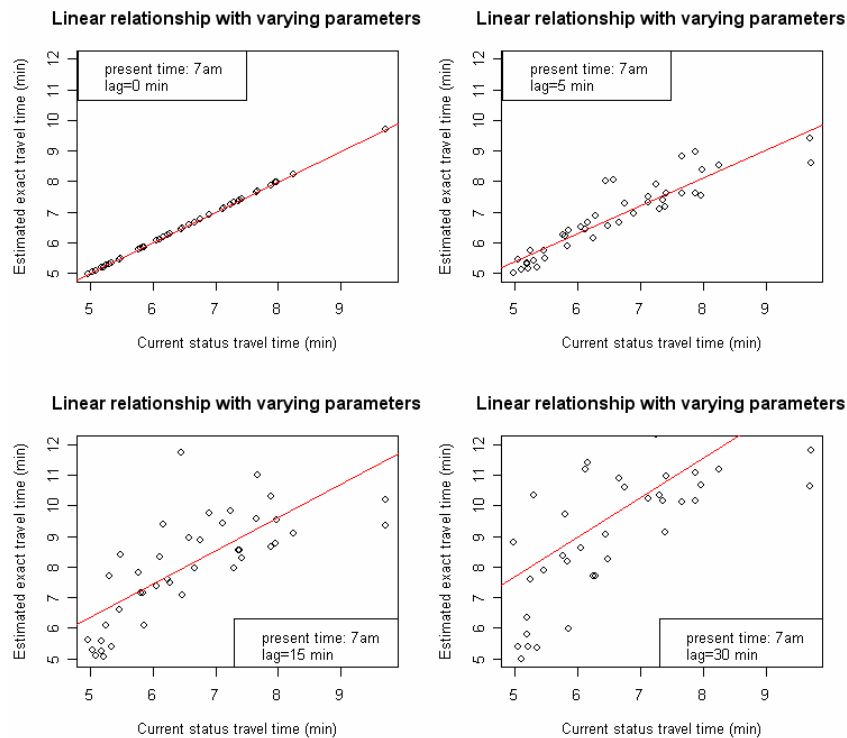 Linear relationship with varying parameters
Estimated exact travel time (min)
12
11
10
9
8
7
6
5
present time: 7am
lag=0 min
5 6 7 8 9
Current status travel time (min)
Linear relationship with varying parameters
Estimated exact travel time (min)
12
11
10
9
8
7
6
5
present time: 7am
lag=5 min
5 6 7 8 9
Current status travel time (min)
Linear relationship with varying parameters
Estimated exact travel time (min)
12
11
10
9
8
7
6
5
present time: 7am
lag=15 min
5 6 7 8 9
Current status travel time (min)
Linear relationship with varying parameters
Estimated exact travel time (min)
12
11
10
9
8
7
6
5
present time: 7am
lag=30 min
5 6 7 8 9
Current status travel time (min)